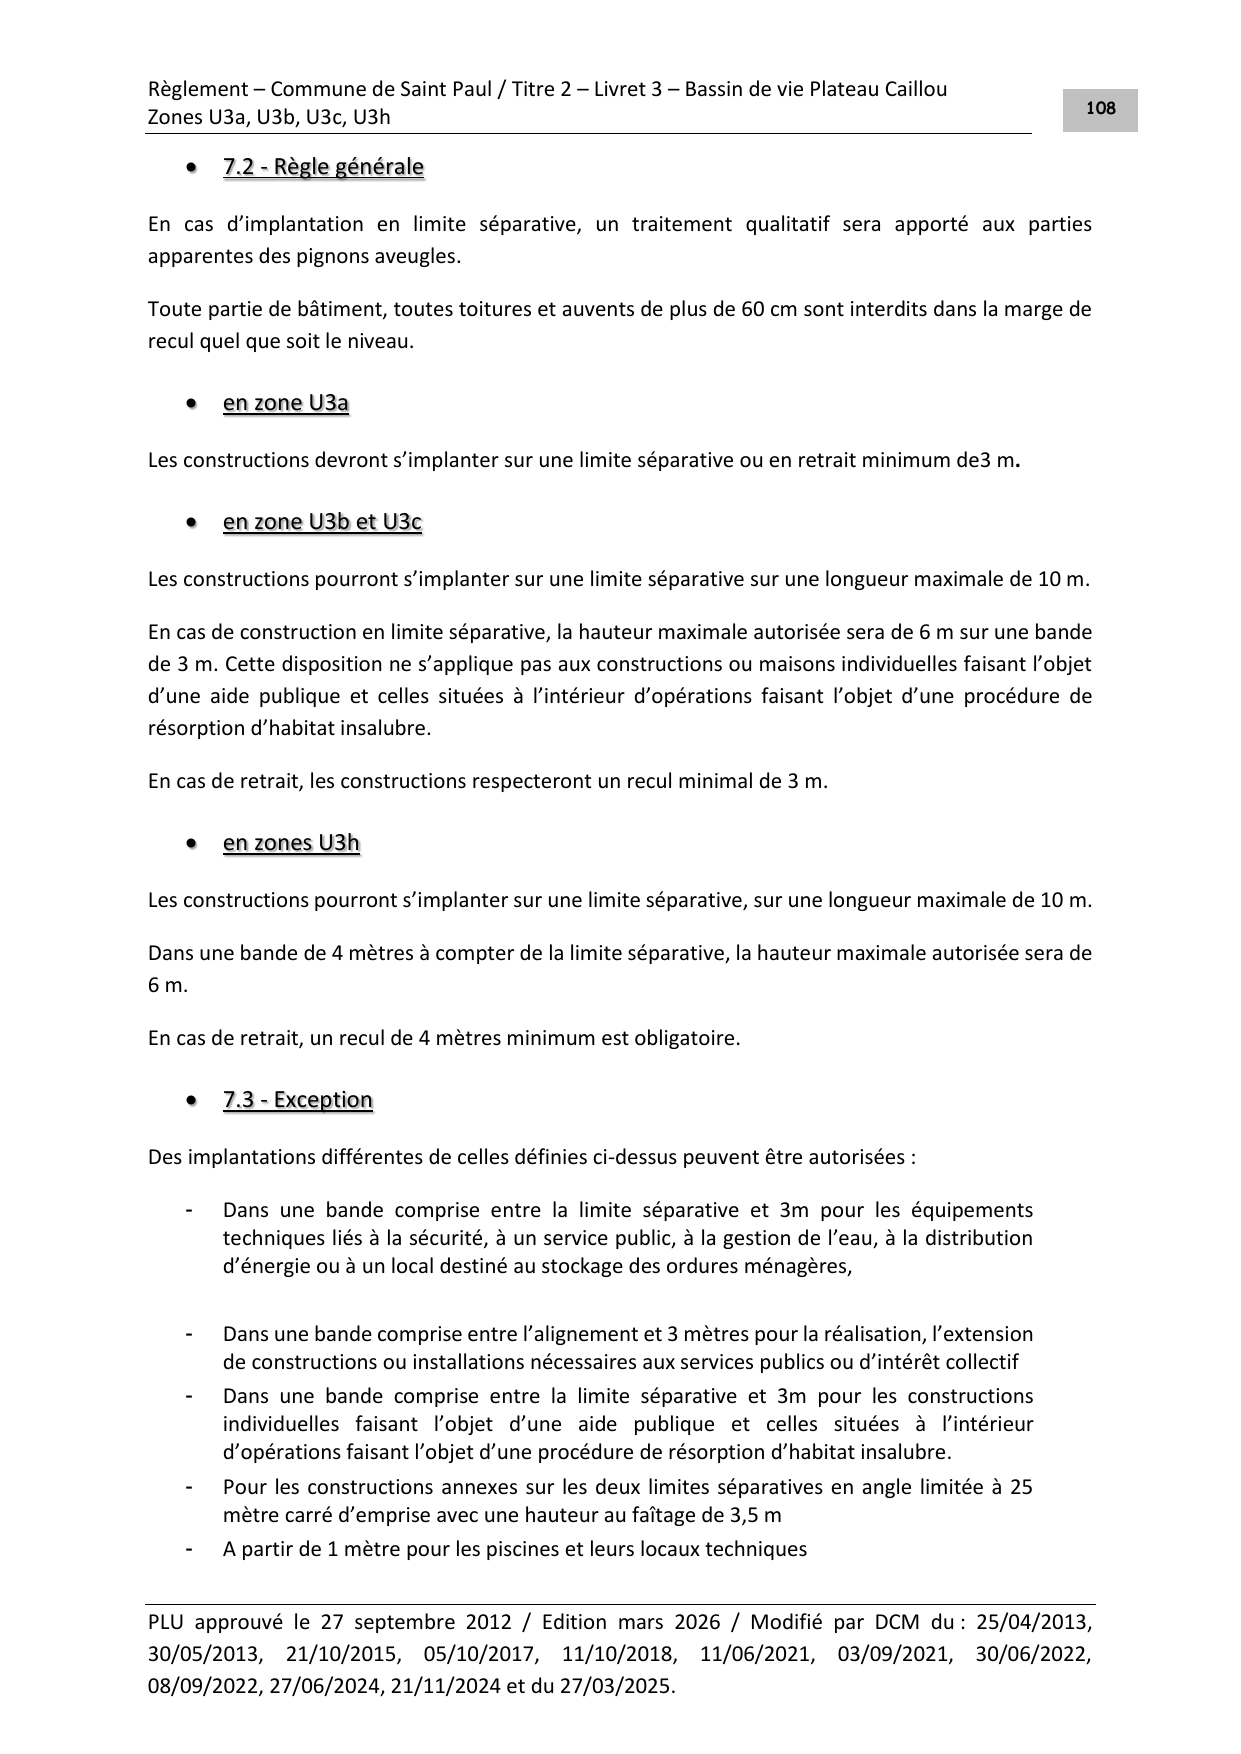 Règlement – Commune de Saint Paul / Titre 2 – Livret 3 – Bassin de vie Plateau Caillou
Zones U3a, U3b, U3c, U3h
108
• 7.2 - Règle générale
En cas d’implantation en limite séparative, un traitement qualitatif sera apporté aux parties
apparentes des pignons aveugles.
Toute partie de bâtiment, toutes toitures et auvents de plus de 60 cm sont interdits dans la marge de
recul quel que soit le niveau.
• en zone U3a
Les constructions devront s’implanter sur une limite séparative ou en retrait minimum de3 m.
• en zone U3b et U3c
Les constructions pourront s’implanter sur une limite séparative sur une longueur maximale de 10 m.
En cas de construction en limite séparative, la hauteur maximale autorisée sera de 6 m sur une bande
de 3 m. Cette disposition ne s’applique pas aux constructions ou maisons individuelles faisant l’objet
d’une aide publique et celles situées à l’intérieur d’opérations faisant l’objet d’une procédure de
résorption d’habitat insalubre.
En cas de retrait, les constructions respecteront un recul minimal de 3 m.
• en zones U3h
Les constructions pourront s’implanter sur une limite séparative, sur une longueur maximale de 10 m.
Dans une bande de 4 mètres à compter de la limite séparative, la hauteur maximale autorisée sera de
6 m.
En cas de retrait, un recul de 4 mètres minimum est obligatoire.
• 7.3 - Exception
Des implantations différentes de celles définies ci-dessus peuvent être autorisées :
- Dans une bande comprise entre la limite séparative et 3m pour les équipements
techniques liés à la sécurité, à un service public, à la gestion de l’eau, à la distribution
d’énergie ou à un local destiné au stockage des ordures ménagères,
- Dans une bande comprise entre l’alignement et 3 mètres pour la réalisation, l’extension
de constructions ou installations nécessaires aux services publics ou d’intérêt collectif
- Dans une bande comprise entre la limite séparative et 3m pour les constructions
individuelles faisant l’objet d’une aide publique et celles situées à l’intérieur
d’opérations faisant l’objet d’une procédure de résorption d’habitat insalubre.
- Pour les constructions annexes sur les deux limites séparatives en angle limitée à 25
mètre carré d’emprise avec une hauteur au faîtage de 3,5 m
- A partir de 1 mètre pour les piscines et leurs locaux techniques
PLU approuvé le 27 septembre 2012 / Edition mars 2026 / Modifié par DCM du : 25/04/2013,
30/05/2013, 21/10/2015, 05/10/2017, 11/10/2018, 11/06/2021, 03/09/2021, 30/06/2022,
08/09/2022, 27/06/2024, 21/11/2024 et du 27/03/2025.